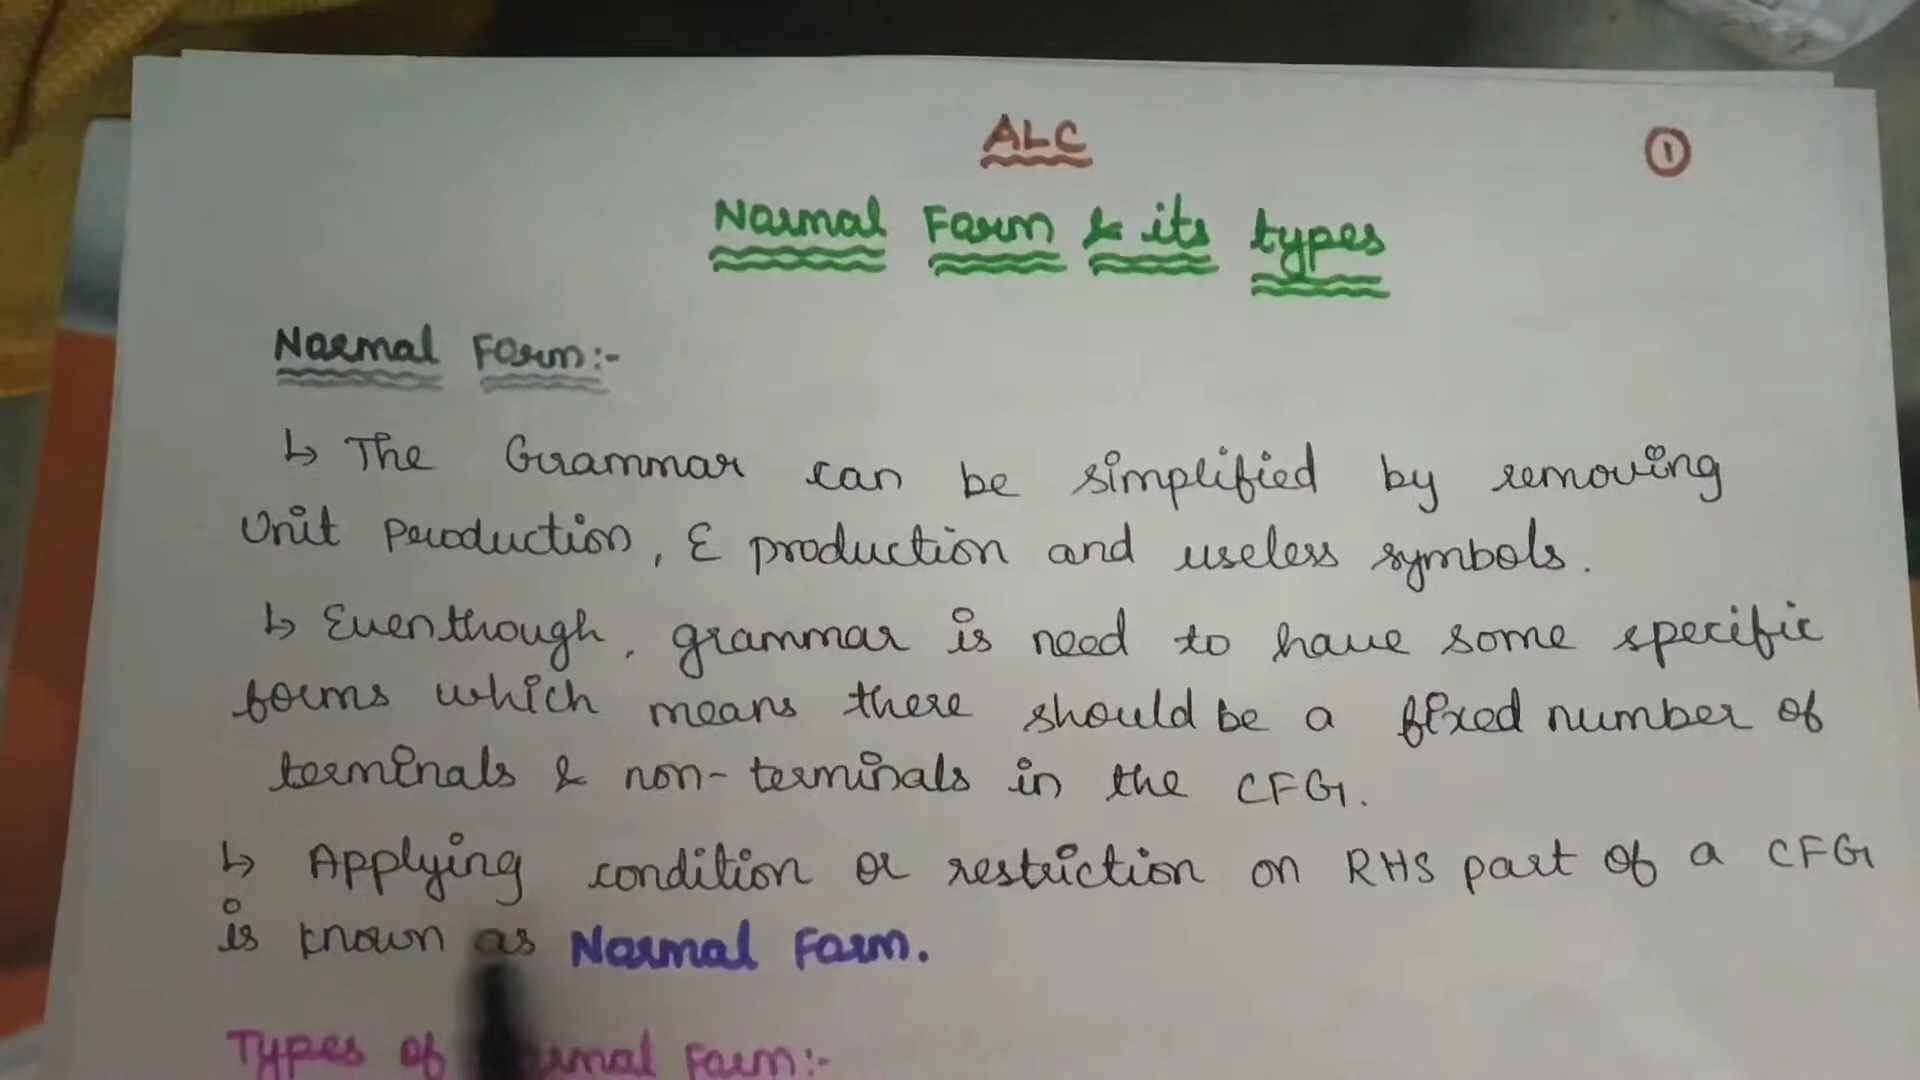 ALC
1
Normal Form & its types
Normal Form:-
↳ The Grammar can be simplified by removing
Unit Production, ε production and useless symbols.
↳ Eventhough, grammar is need to have some specific
forms which means there should be a fixed number of
terminals & non-terminals in the CFG.
↳ Applying condition or restriction on RHS part of a CFG
is known as Normal Form.
Types of Form:-